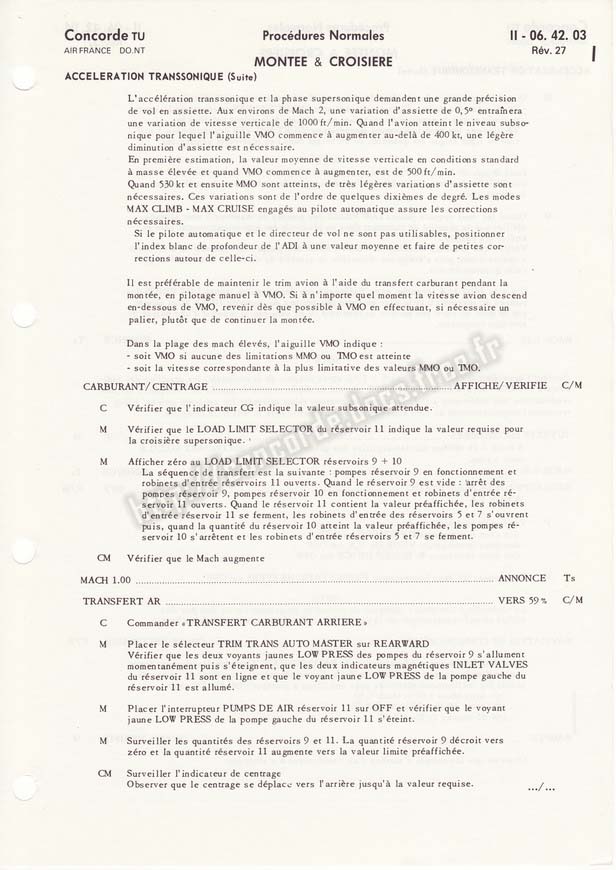 Concorde TU
Procédures Normales
II - 06. 42. 03
AIR FRANCE DO.NT
Rév. 27
MONTEE & CROISIERE
ACCELERATION TRANSSONIQUE (Suite)
L'accélération transsonique et la phase supersonique demandent une grande précision
de vol en assiette. Aux environs de Mach 2, une variation d'assiette de 0,5° entraînera
une variation de vitesse verticale de 1000 ft/min. Quand l'avion atteint le niveau subso-
nique pour lequel l'aiguille VMO commence à augmenter au-delà de 400 kt, une légère
diminution d'assiette est nécessaire.
En première estimation, la valeur moyenne de vitesse verticale en conditions standard
à masse élevée et quand VMO commence à augmenter, est de 500 ft/min.
Quand 530 kt et ensuite MMO sont atteints, de très légères variations d'assiette sont
nécessaires. Ces variations sont de l'ordre de quelques dixièmes de degré. Les modes
MAX CLIMB - MAX CRUISE engagés au pilote automatique assure les corrections
nécessaires.
Si le pilote automatique et le directeur de vol ne sont pas utilisables, positionner
l'index blanc de profondeur de l'ADI à une valeur moyenne et faire de petites cor-
rections autour de celle-ci.
Il est préférable de maintenir le trim avion à l'aide du transfert carburant pendant la
montée, en pilotage manuel à VMO. Si à n'importe quel moment la vitesse avion descend
en-dessous de VMO, revenir dès que possible à VMO en effectuant, si nécessaire un
palier, plutôt que de continuer la montée.
Dans la plage des mach élevés, l'aiguille VMO indique :
- soit VMO si aucune des limitations MMO ou TMO est atteinte
- soit la vitesse correspondante à la plus limitative des valeurs MMO ou TMO.
CARBURANT/CENTRAGE ........ AFFICHE/VERIFIE C/M
C Vérifier que l'indicateur CG indique la valeur subsonique attendue.
M Vérifier que le LOAD LIMIT SELECTOR du réservoir 11 indique la valeur requise pour
la croisière supersonique.
M Afficher zéro au LOAD LIMIT SELECTOR réservoirs 9 + 10
La séquence de transfert est la suivante : pompes réservoir 9 en fonctionnement et
robinets d'entrée réservoirs 11 ouverts. Quand le réservoir 9 est vide : arrêt des
pompes réservoir 9, pompes réservoir 10 en fonctionnement et robinets d'entrée ré-
servoir 11 ouverts. Quand le réservoir 11 contient la valeur préaffichée, les robinets
d'entrée réservoir 11 se ferment, les robinets d'entrée des réservoirs 5 et 7 s'ouvrent
puis, quand la quantité du réservoir 10 atteint la valeur préaffichée, les pompes ré-
servoir 10 s'arrêtent et les robinets d'entrée réservoirs 5 et 7 se ferment.
CM Vérifier que le Mach augmente
MACH 1.00 ........ ANNONCE Ts
TRANSFERT AR ........ VERS 59 % C/M
C Commander « TRANSFERT CARBURANT ARRIERE »
M Placer le sélecteur TRIM TRANS AUTO MASTER sur REARWARD
Vérifier que les deux voyants jaunes LOW PRESS des pompes du réservoir 9 s'allument
momentanément puis s'éteignent, que les deux indicateurs magnétiques INLET VALVES
du réservoir 11 sont en ligne et que le voyant jaune LOW PRESS de la pompe gauche du
réservoir 11 est allumé.
M Placer l'interrupteur PUMPS DE AIR réservoir 11 sur OFF et vérifier que le voyant
jaune LOW PRESS de la pompe gauche du réservoir 11 s'éteint.
M Surveiller les quantités des réservoirs 9 et 11. La quantité réservoir 9 décroit vers
zéro et la quantité réservoir 11 augmente vers la valeur limite préaffichée.
CM Surveiller l'indicateur de centrage
Observer que le centrage se déplace vers l'arrière jusqu'à la valeur requise.
.../...